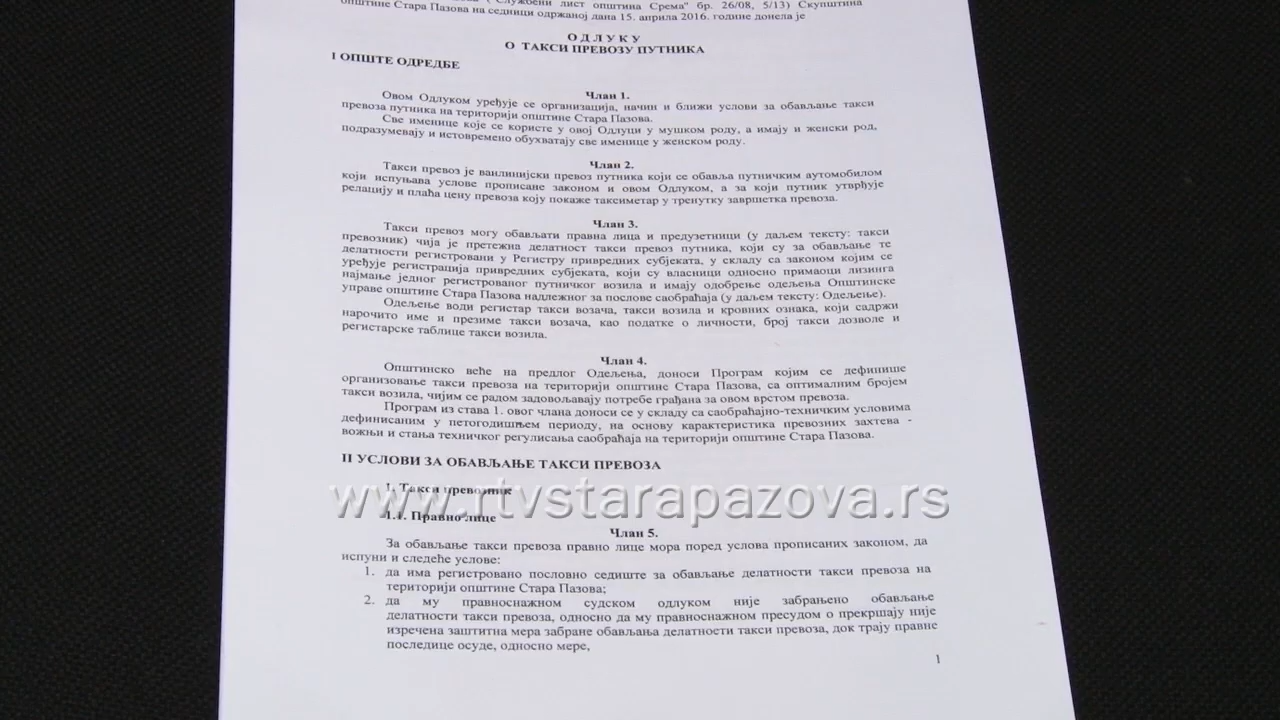 ("Службени лист општина Срема" бр. 26/08, 5/13) Скупштина
општине Стара Пазова на седници одржаној дана 15. априла 2016. године донела је
О Д Л У К У
О ТАКСИ ПРЕВОЗУ ПУТНИКА
I ОПШТЕ ОДРЕДБЕ
Члан 1.
Овом Одлуком уређује се организација, начин и ближи услови за обављање такси
превоза путника на територији општине Стара Пазова.
Све именице које се користе у овој Одлуци у мушком роду, а имају и женски род,
подразумевају и истовремено обухватају све именице у женском роду.
Члан 2.
Такси превоз је ванлинијски превоз путника који се обавља путничким аутомобилом
који испуњава услове прописане законом и овом Одлуком, а за који путник утврђује
релацију и плаћа цену превоза коју покаже таксиметар у тренутку завршетка превоза.
Члан 3.
Такси превоз могу обављати правна лица и предузетници (у даљем тексту: такси
превозник) чија је претежна делатност такси превоз путника, који су за обављање те
делатности регистровани у Регистру привредних субјеката, у складу са законом којим се
уређује регистрација привредних субјеката, који су власници односно примаоци лизинга
најмање једног регистрованог путничког возила и имају одобрење одељења Општинске
управе општине Стара Пазова надлежног за послове саобраћаја (у даљем тексту: Одељење).
Одељење води регистар такси возача, такси возила и кровних ознака, који садржи
нарочито име и презиме такси возача, као податке о личности, број такси дозволе и
регистарске таблице такси возила.
Члан 4.
Општинско веће на предлог Одељења, доноси Програм којим се дефинише
организовање такси превоза на територији општине Стара Пазова, са оптималним бројем
такси возила, чијим се радом задовољавају потребе грађана за овом врстом превоза.
Програм из става 1. овог члана доноси се у складу са саобраћајно-техничким условима
дефинисаним у петогодишњем периоду, на основу карактеристика превозних захтева -
вожњи и стања техничког регулисања саобраћаја на територији општине Стара Пазова.
II УСЛОВИ ЗА ОБАВЉАЊЕ ТАКСИ ПРЕВОЗА
1. Такси превозник
www.rtvstarapazova.rs
1.1. Правно лице
Члан 5.
За обављање такси превоза правно лице мора поред услова прописаних законом, да
испуни и следеће услове:
1. да има регистровано пословно седиште за обављање делатности такси превоза на
територији општине Стара Пазова;
2. да му правноснажном судском одлуком није забрањено обављање
делатности такси превоза, односно да му правноснажном пресудом о прекршају није
изречена заштитна мера забране обављања делатности такси превоза, док трају правне
последице осуде, односно мере,
1